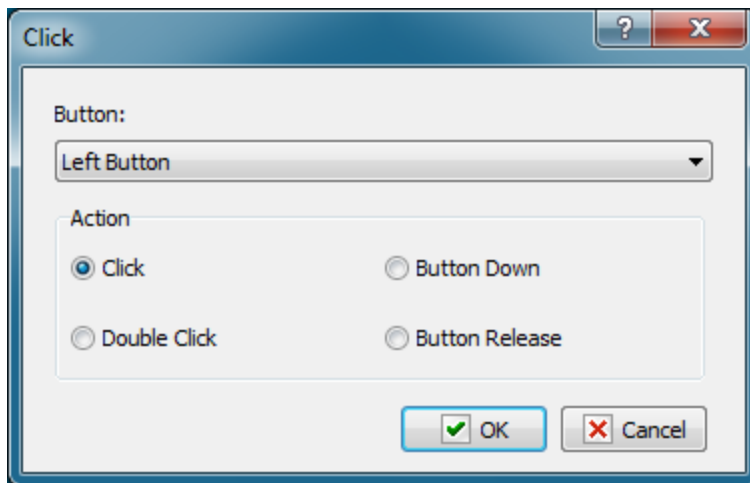 Click
?
Button:
Left Button
Action
Click
Button Down
Double Click
Button Release
OK
Cancel